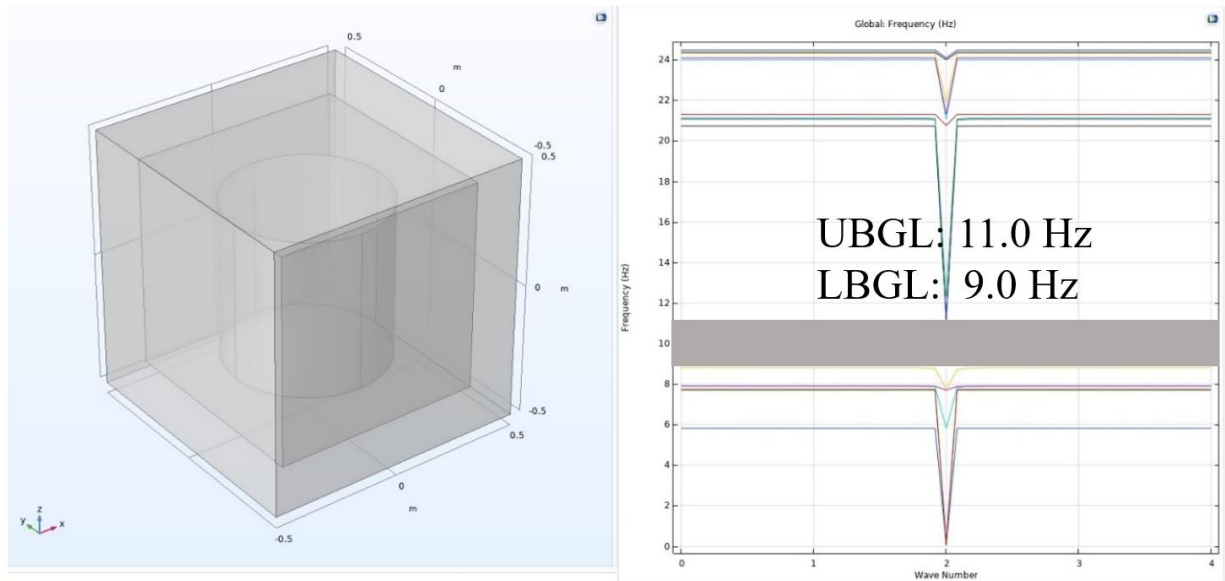 0.5
m
0
-0.5
0.5
0 m
-0.5
0.5
0
m
-0.5
z
y
x
Global: Frequency (Hz)
Frequency (Hz)
24
22
20
18
16
14
12
10
8
6
4
2
0
UBGL: 11.0 Hz
LBGL: 9.0 Hz
0 1 2 3 4
Wave Number